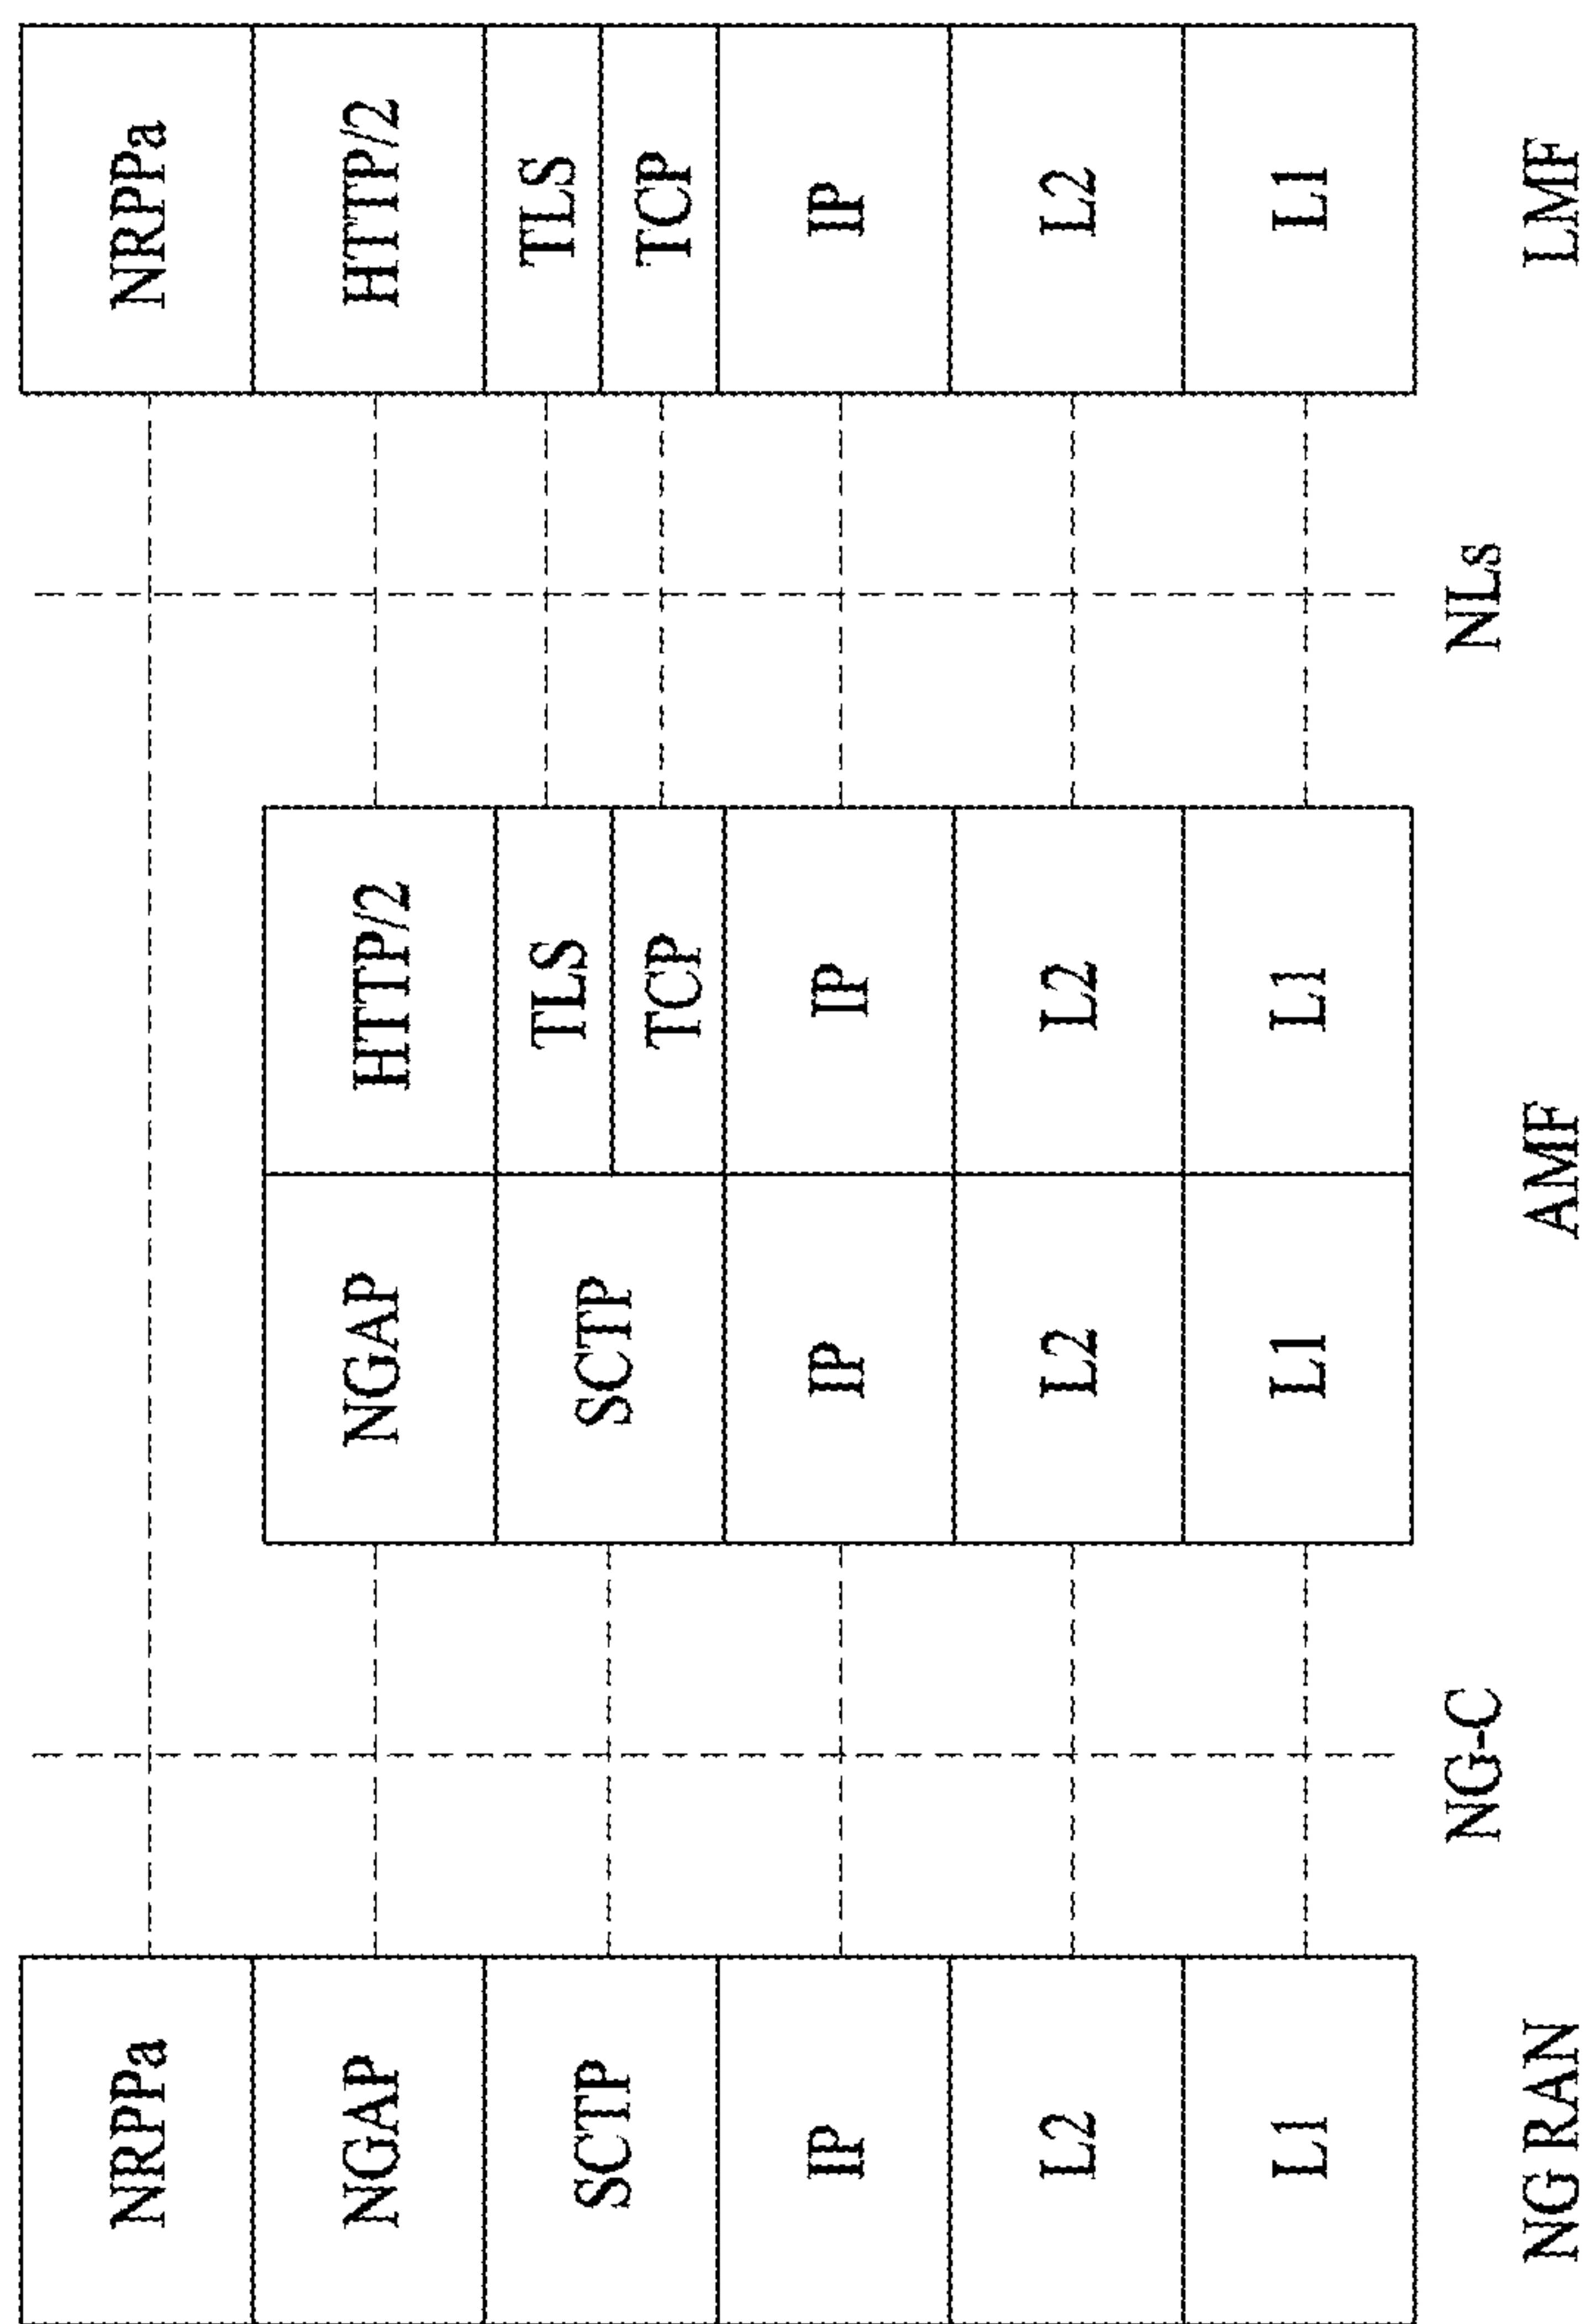 NRPPa
NGAP
SCTP
IP
L2
L1
NG RAN
NG-C
NGAP
SCTP
IP
L2
L1
HTTP/2
TLS
TCP
IP
L2
L1
AMF
NLs
NRPPa
HTTP/2
TLS
TCP
IP
L2
L1
LMF